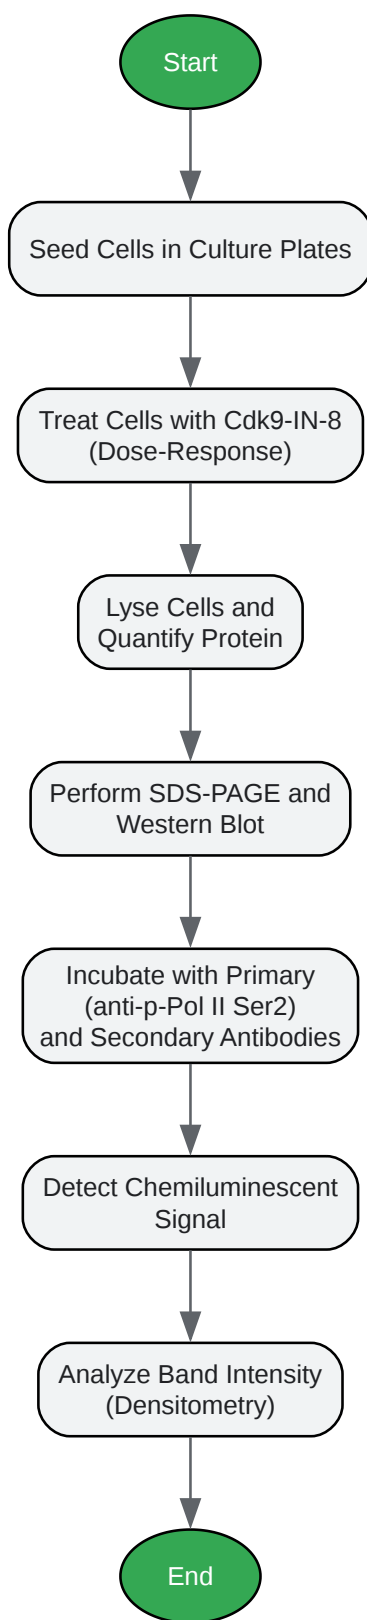 Start
Seed Cells in Culture Plates
Treat Cells with Cdk9-IN-8
(Dose-Response)
Lyse Cells and
Quantify Protein
Perform SDS-PAGE and
Western Blot
Incubate with Primary
(anti-p-Pol II Ser2)
and Secondary Antibodies
Detect Chemiluminescent
Signal
Analyze Band Intensity
(Densitometry)
End